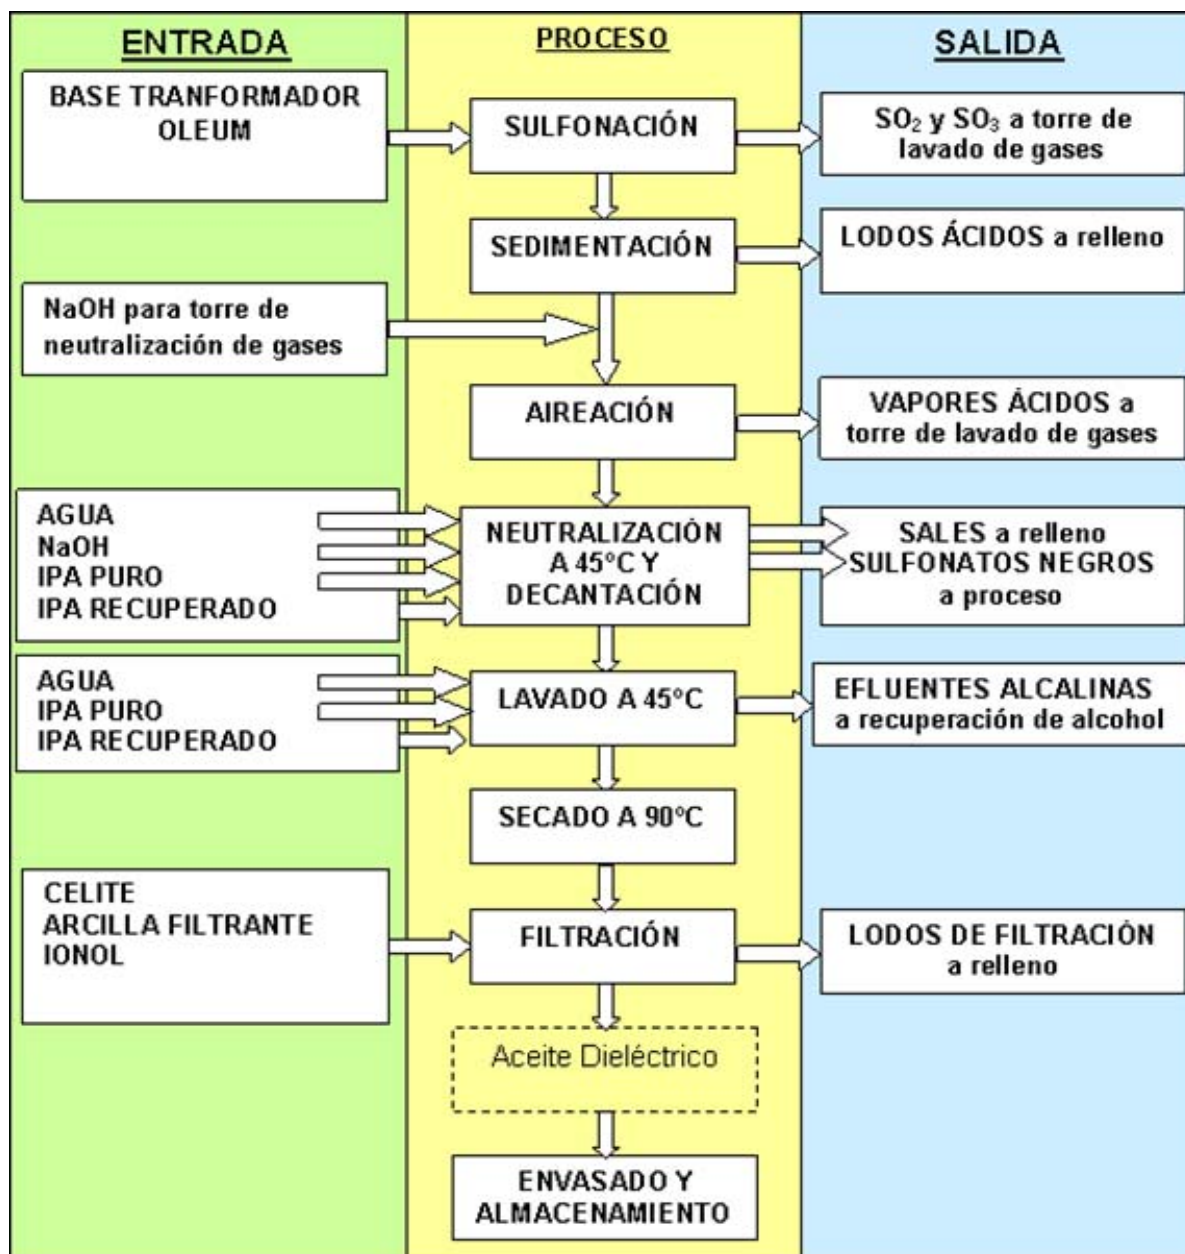 ENTRADA
PROCESO
SALIDA
BASE TRANFORMADOR
OLEUM
SULFONACIÓN
SO₂ y SO₃ a torre de
lavado de gases
SEDIMENTACIÓN
LODOS ÁCIDOS a relleno
NaOH para torre de
neutralización de gases
AIREACIÓN
VAPORES ÁCIDOS a
torre de lavado de gases
AGUA
NaOH
IPA PURO
IPA RECUPERADO
NEUTRALIZACIÓN
A 45ºC Y
DECANTACIÓN
SALES a relleno
SULFONATOS NEGROS
a proceso
AGUA
IPA PURO
IPA RECUPERADO
LAVADO A 45ºC
EFLUENTES ALCALINAS
a recuperación de alcohol
SECADO A 90ºC
CELITE
ARCILLA FILTRANTE
IONOL
FILTRACIÓN
LODOS DE FILTRACIÓN
a relleno
Aceite Dieléctrico
ENVASADO Y
ALMACENAMIENTO